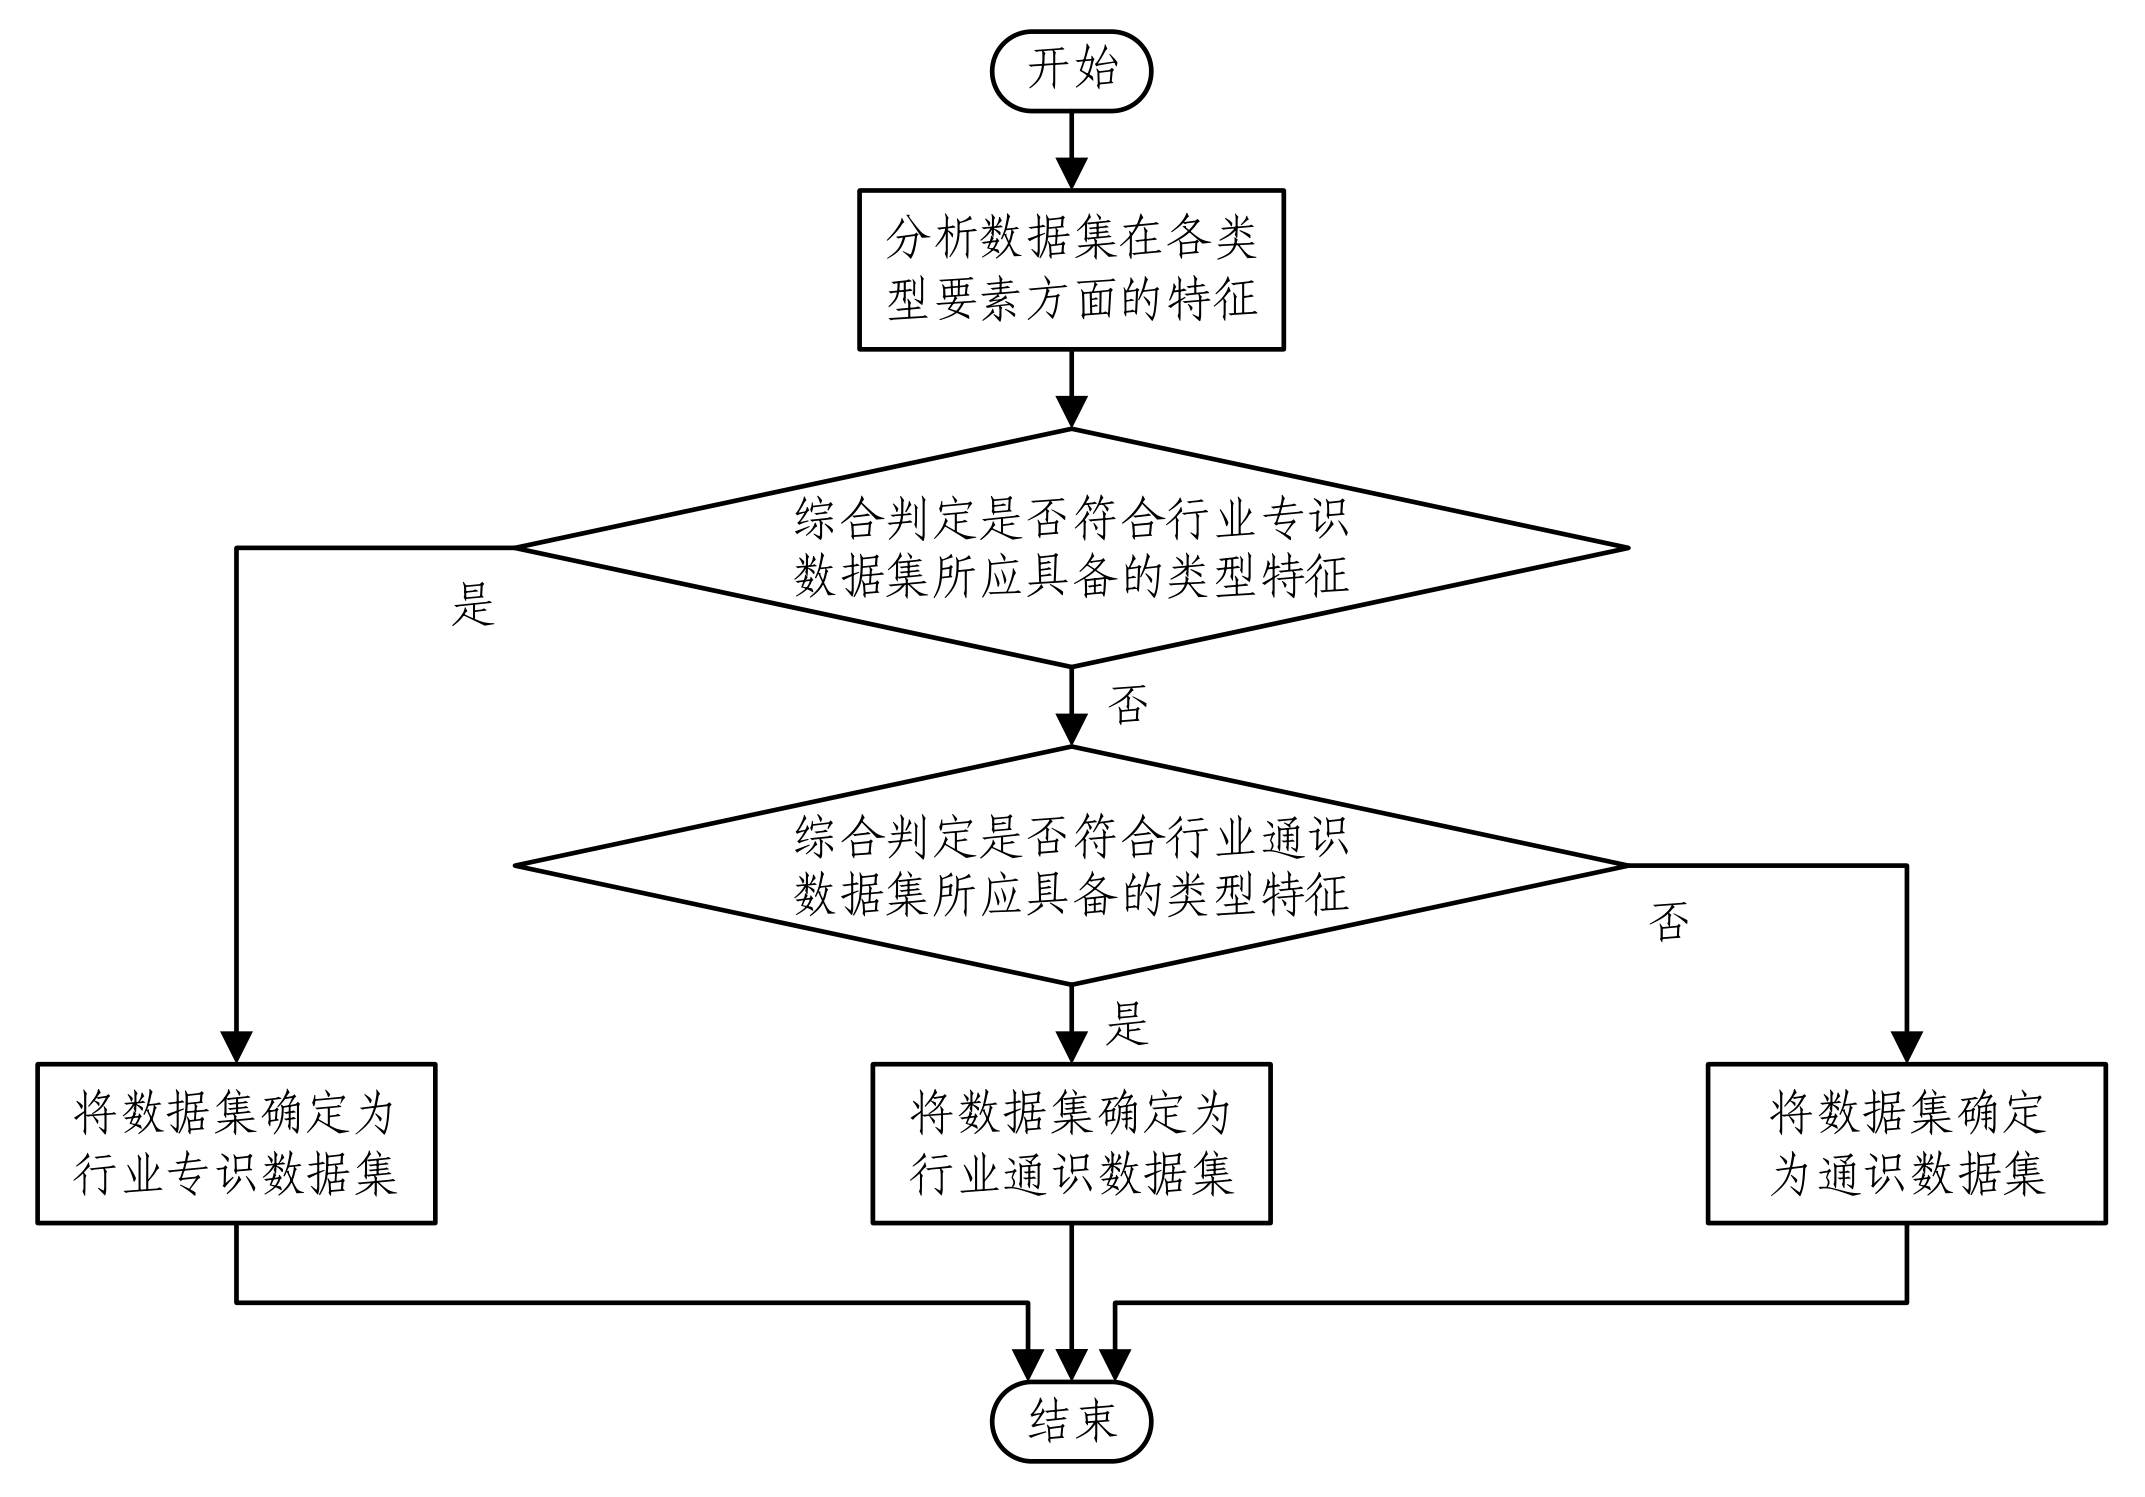 开始
分析数据集在各类
型要素方面的特征
综合判定是否符合行业专识
数据集所应具备的类型特征
是
否
综合判定是否符合行业通识
数据集所应具备的类型特征
否
是
将数据集确定为
行业专识数据集
将数据集确定为
行业通识数据集
将数据集确定
为通识数据集
结束